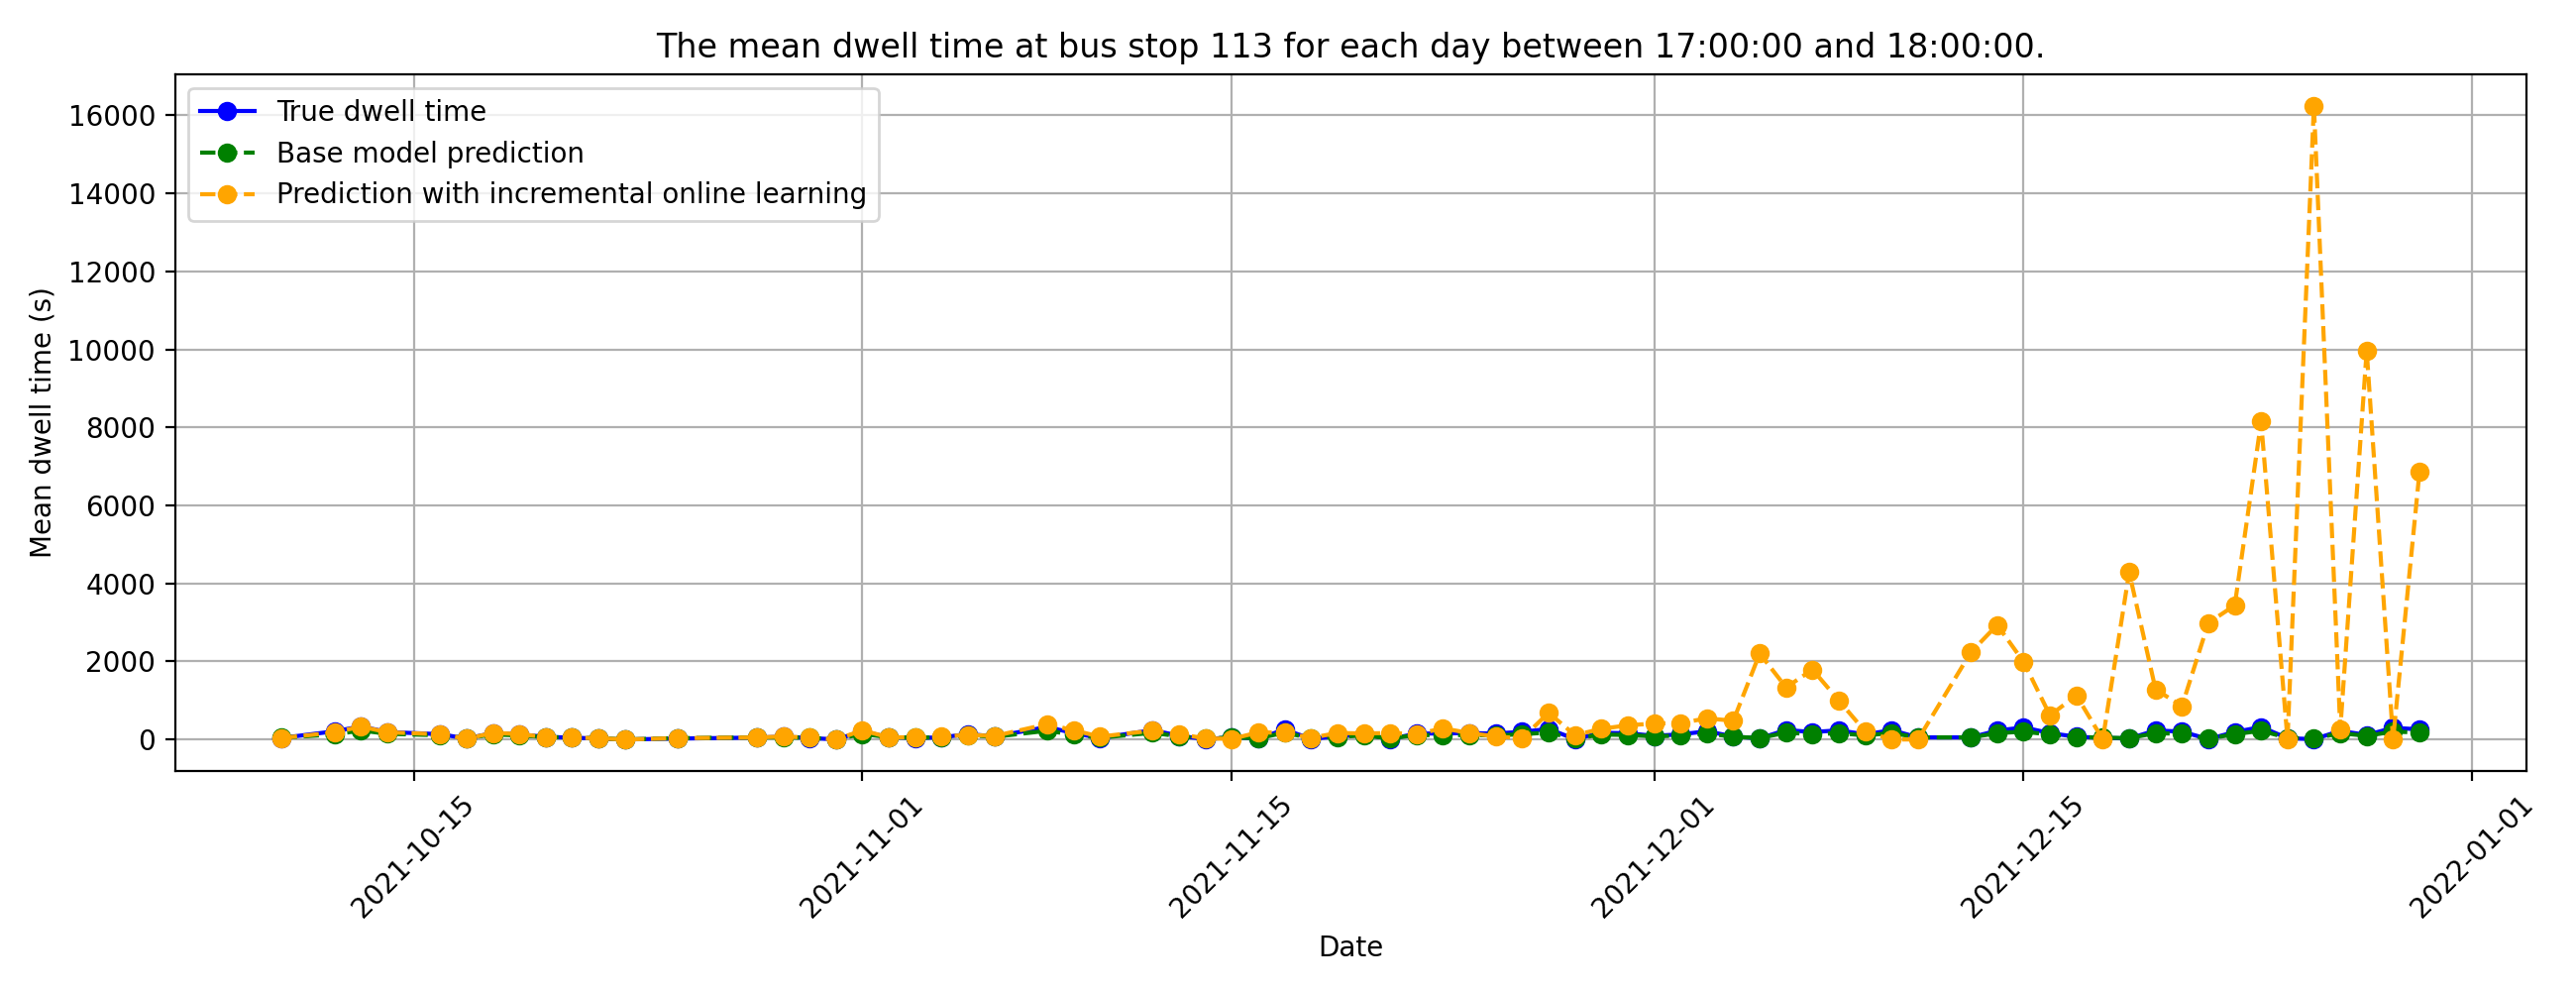 The mean dwell time at bus stop 113 for each day between 17:00:00 and 18:00:00.
True dwell time
Base model prediction
Prediction with incremental online learning
16000
14000
12000
10000
8000
6000
4000
2000
0
Mean dwell time (s)
2021-10-15
2021-11-01
2021-11-15
2021-12-01
2021-12-15
2022-01-01
Date